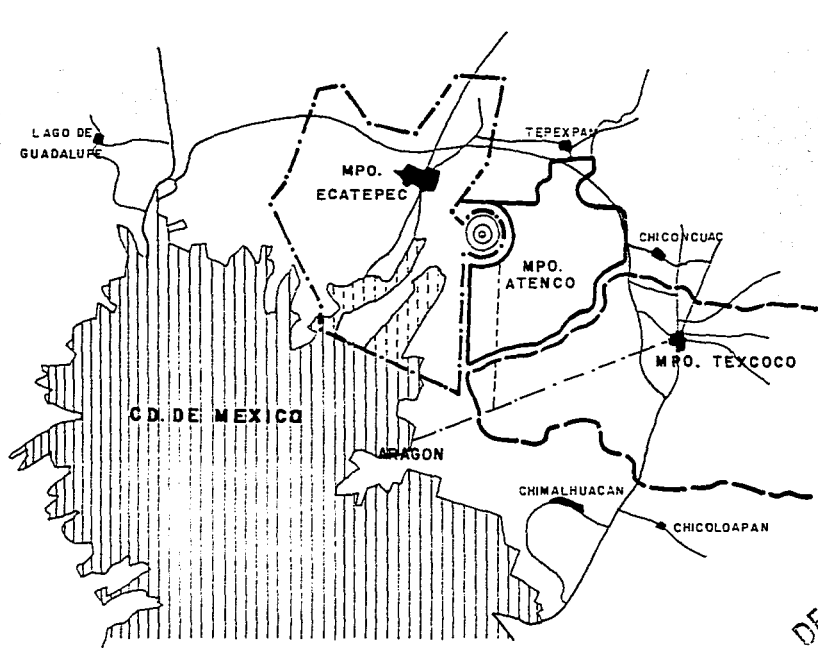 LAGO DE
GUADALUPE
TEPEXPAN
MPO.
ECATEPEC
CHICONCUAC
MPO.
ATENCO
MPO. TEXCOCO
CD. DE MEXICO
ARAGON
CHIMALHUACAN
CHICOLOAPAN